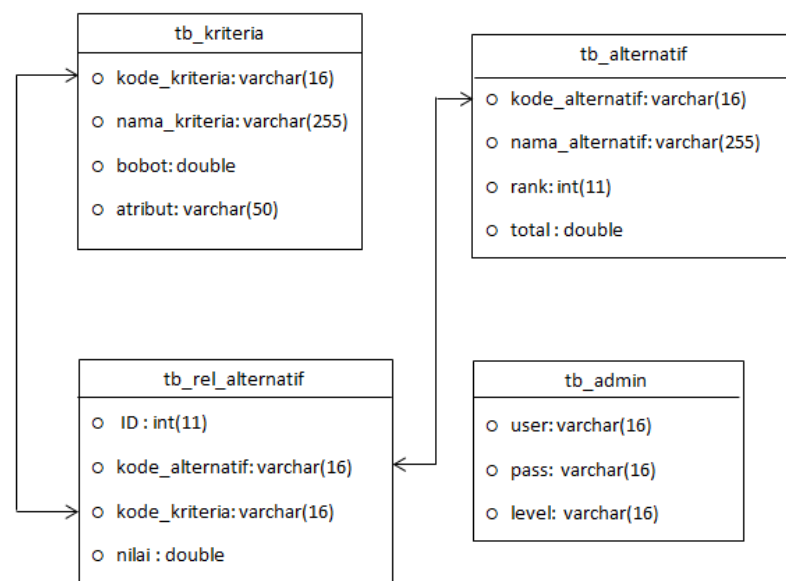 tb_kriteria
kode_kriteria: varchar(16)
nama_kriteria: varchar(255)
bobot: double
atribut: varchar(50)
tb_alternatif
kode_alternatif: varchar(16)
nama_alternatif: varchar(255)
rank: int(11)
total : double
tb_rel_alternatif
ID : int(11)
kode_alternatif: varchar(16)
kode_kriteria: varchar(16)
nilai : double
tb_admin
user: varchar(16)
pass: varchar(16)
level: varchar(16)